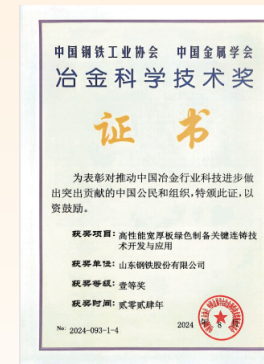 中国钢铁工业协会 中国金属学会
冶金科学技术奖
证书
为表彰对推动中国冶金行业科技进步做
出突出贡献的中国公民和组织,特颁此证,以
资鼓励。
获奖项目:高性能宽厚板绿色制备关键连铸技
术开发与应用
获奖单位:山东钢铁股份有限公司
获奖等级:壹等奖
获奖时间:贰零贰肆年
No: 2024-093-1-4
2024 年 8 月